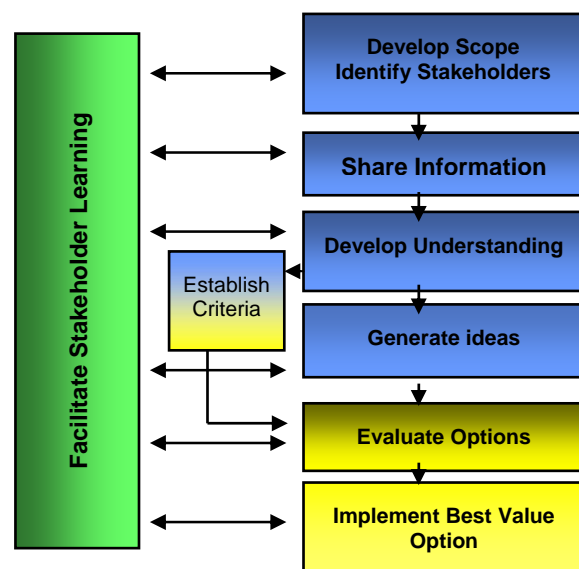 Facilitate Stakeholder Learning
Develop Scope
Identify Stakeholders
Share Information
Develop Understanding
Establish
Criteria
Generate ideas
Evaluate Options
Implement Best Value
Option